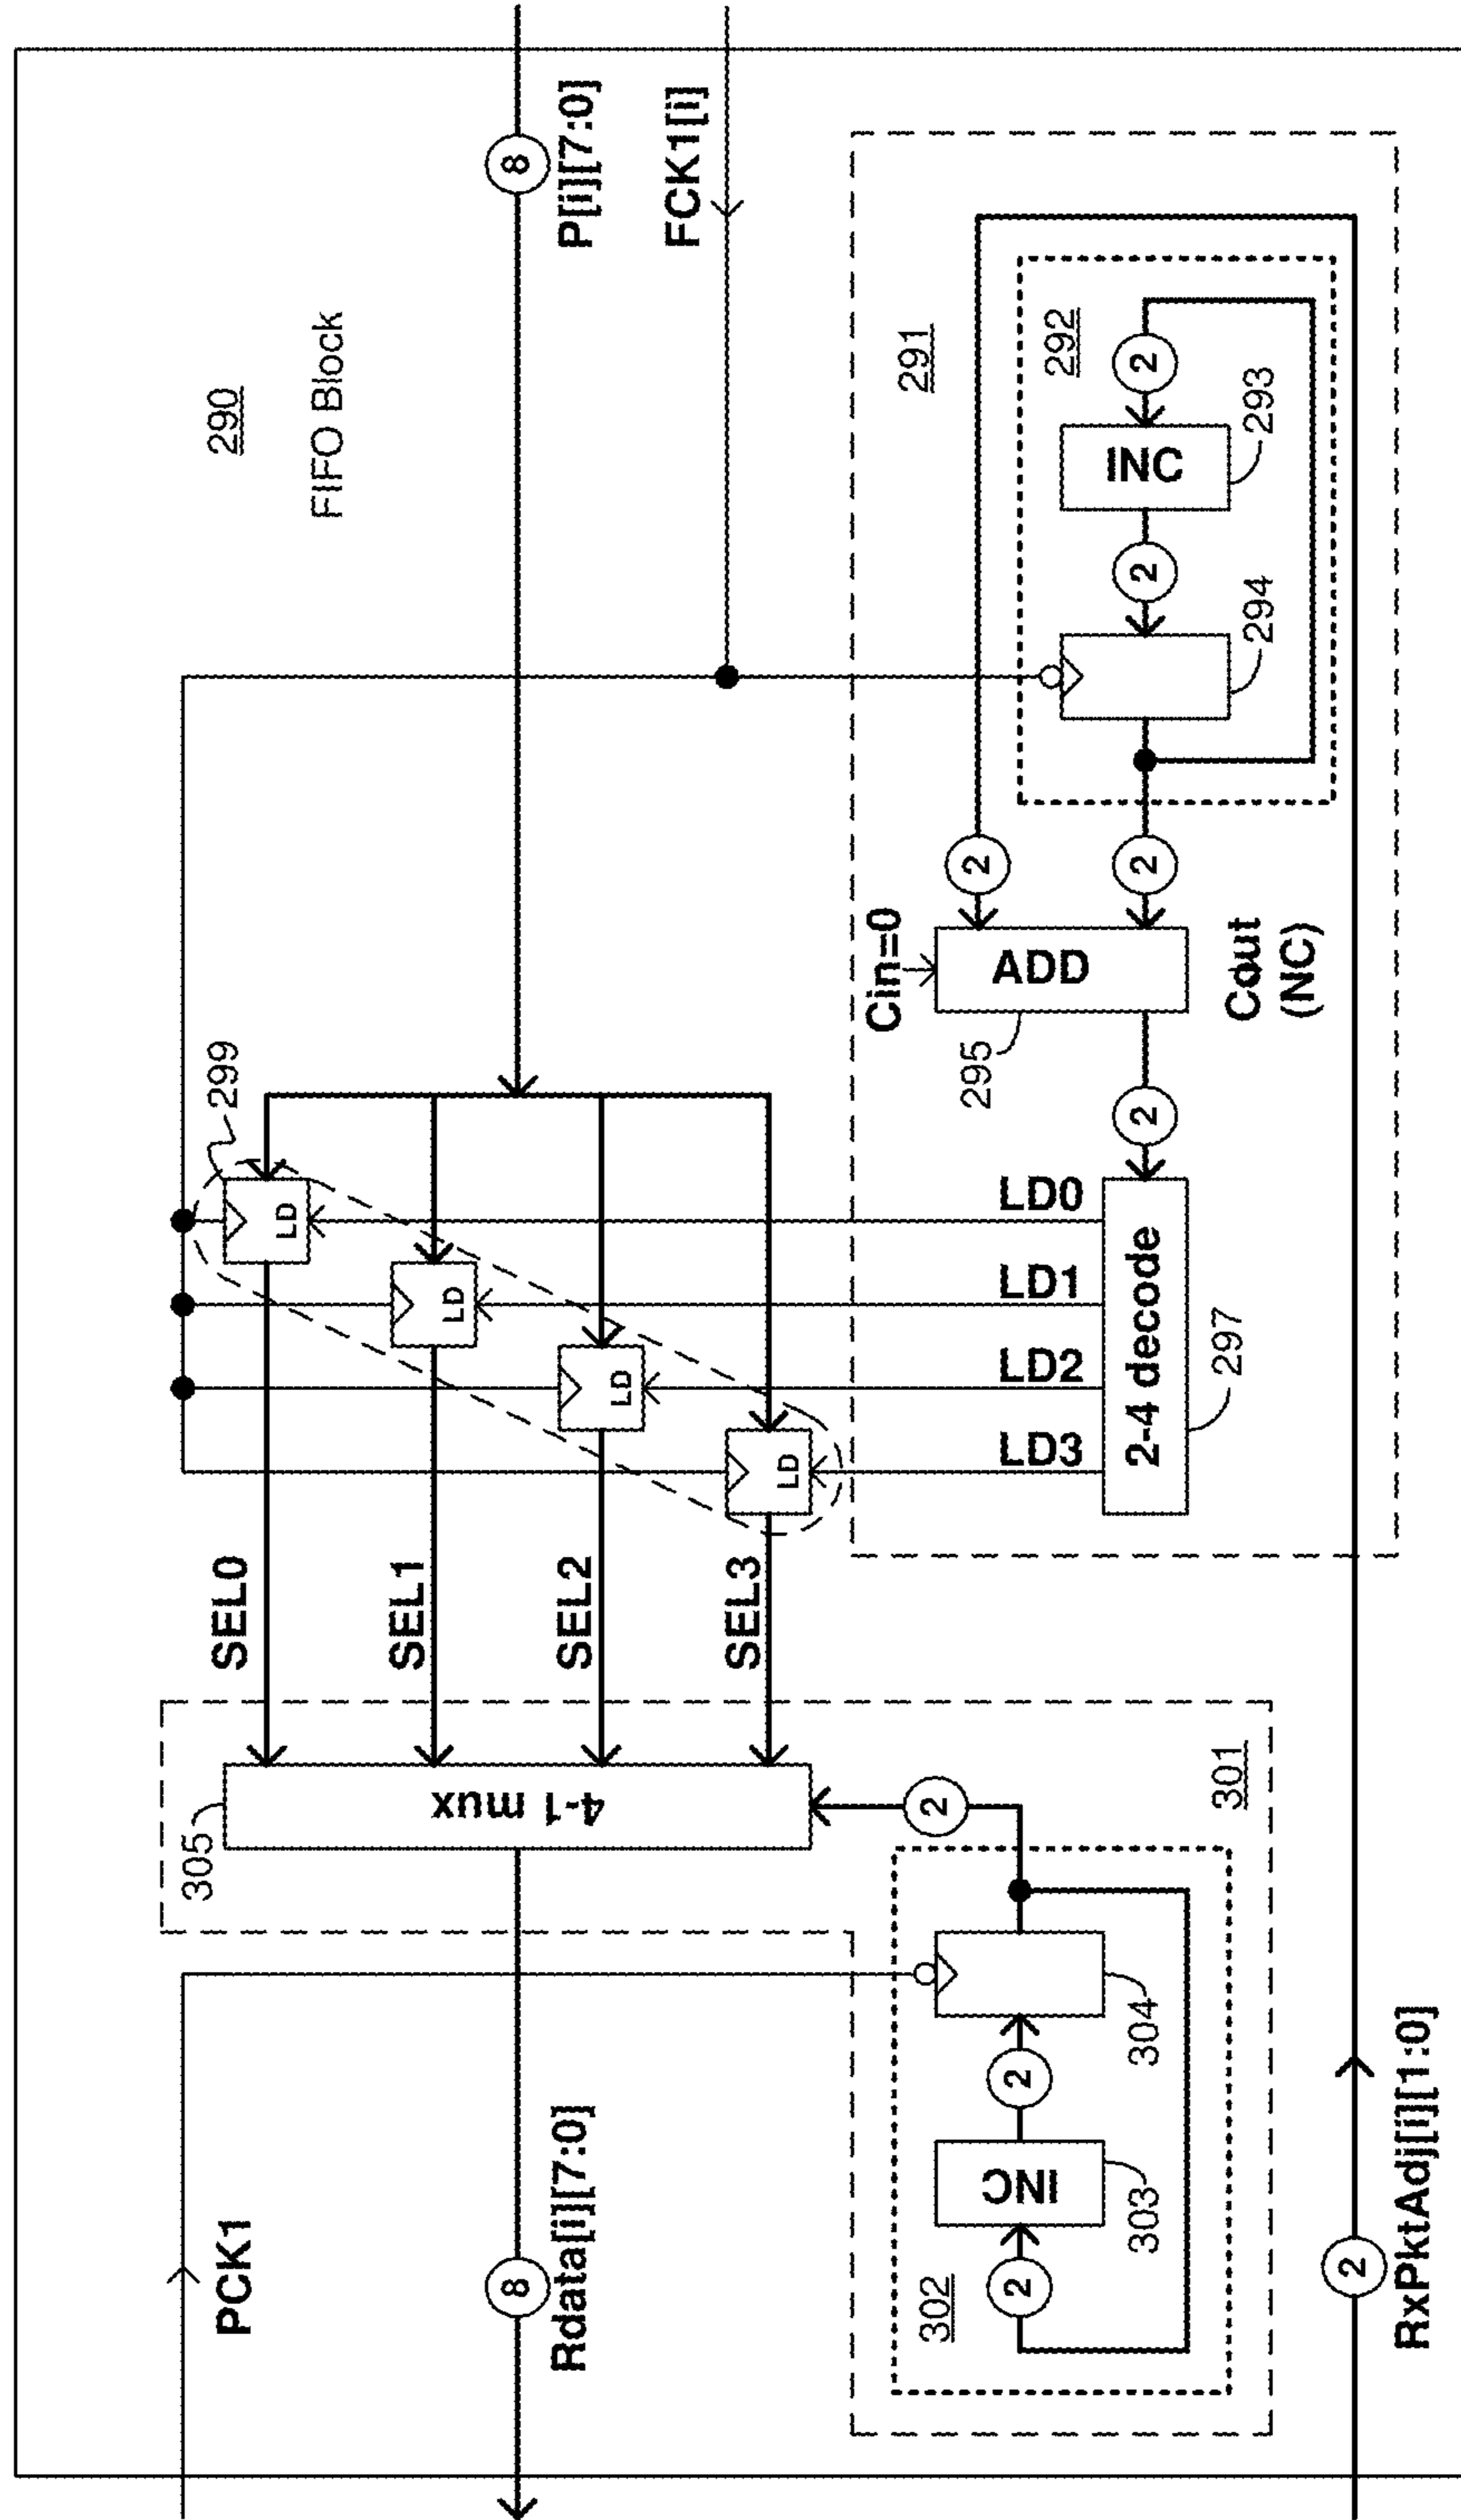 290
FIFO Block
PCK1
305
4-1 mux
SEL0
SEL1
SEL2
SEL3
299
LD
LD
LD
LD
8
Rdata[i][7:0]
8
P[i][7:0]
FCK1[i]
302
2
INC
303
2
304
2
301
LD3
LD2
LD1
LD0
2-4 decode
297
2
295
Cin=0
ADD
Cout
(NC)
2
2
291
292
294
2
INC
293
2
2
RxPktAdj[i][1:0]